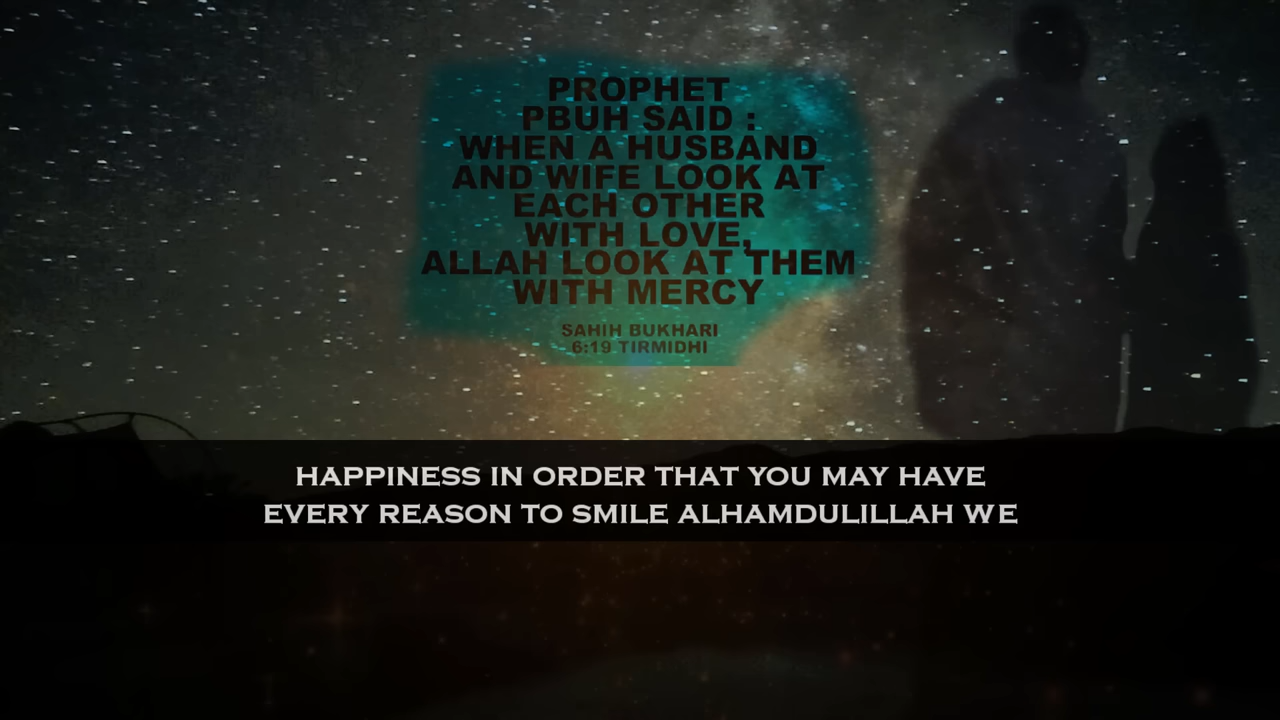 PROPHET
PBUH SAID :
WHEN A HUSBAND
AND WIFE LOOK AT
EACH OTHER
WITH LOVE,
ALLAH LOOK AT THEM
WITH MERCY
SAHIH BUKHARI
6:19 TIRMIDHI
HAPPINESS IN ORDER THAT YOU MAY HAVE
EVERY REASON TO SMILE ALHAMDULILLAH WE